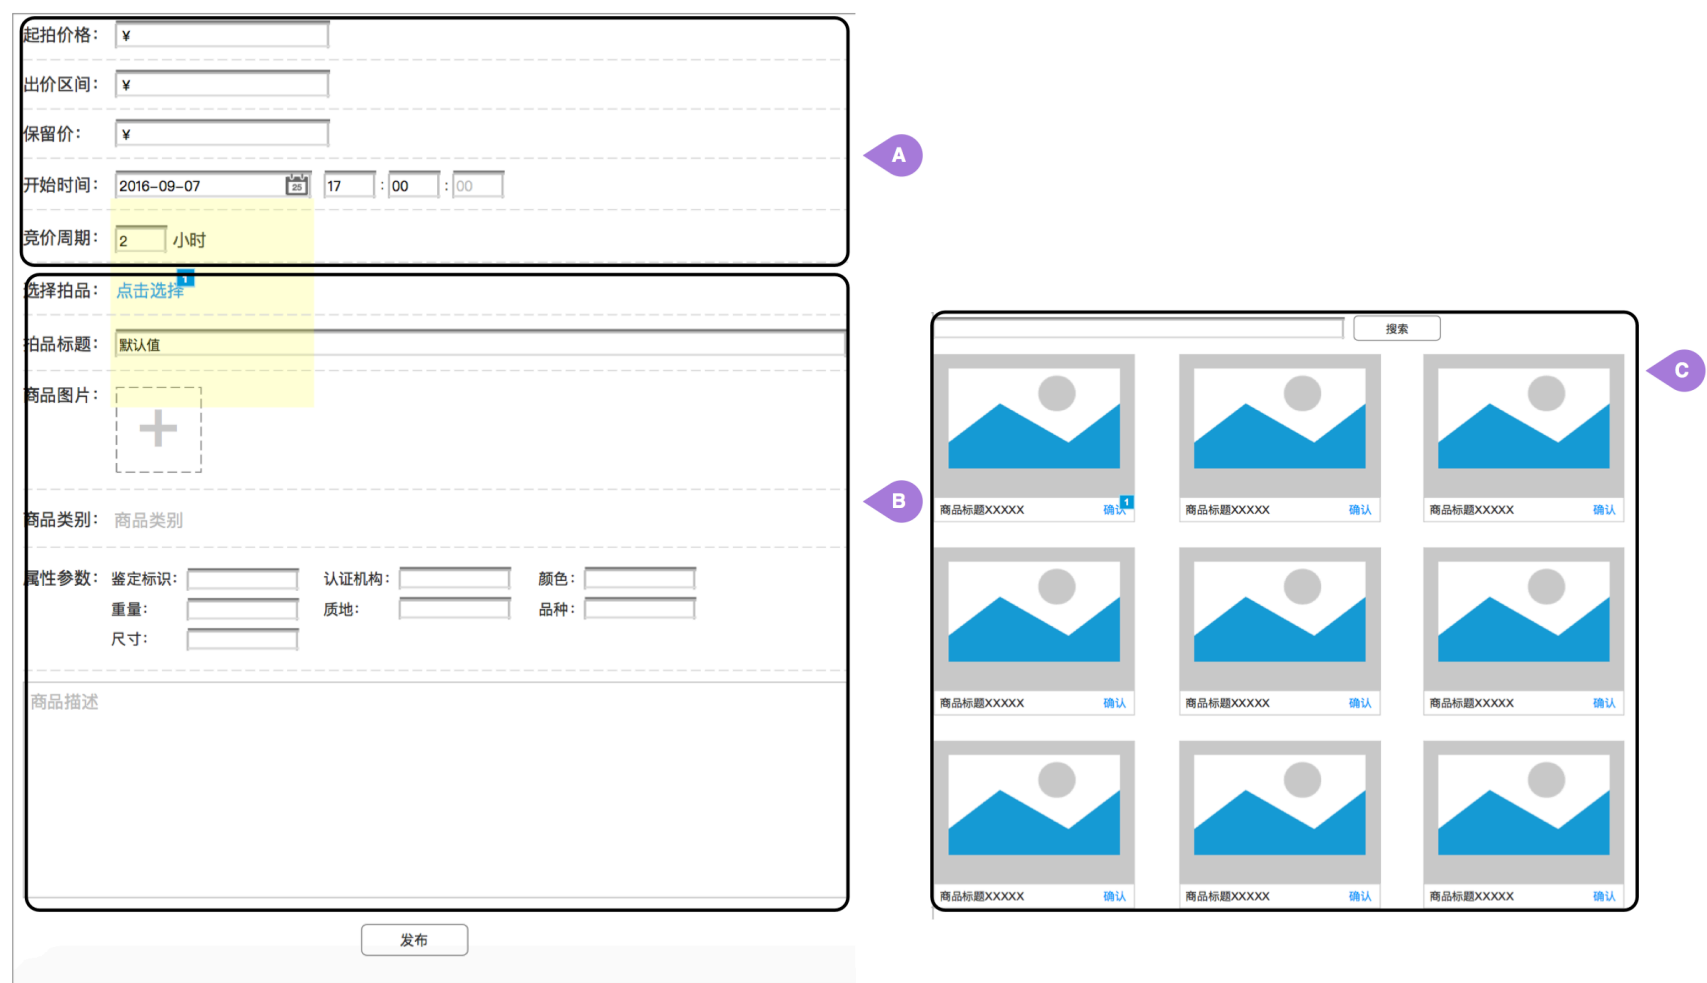 起拍价格： ¥
出价区间： ¥
保留价： ¥
A
开始时间： 2016-09-07 25 17 : 00 : 00
竞价周期： 2 小时
选择拍品： 点击选择 1
拍品标题： 默认值
商品图片：
商品类别： 商品类别
B
属性参数： 鉴定标识： 认证机构： 颜色：
重量： 质地： 品种：
尺寸：
商品描述
发布
搜索
C
商品标题XXXXX 确认 1 商品标题XXXXX 确认 商品标题XXXXX 确认
商品标题XXXXX 确认 商品标题XXXXX 确认 商品标题XXXXX 确认
商品标题XXXXX 确认 商品标题XXXXX 确认 商品标题XXXXX 确认